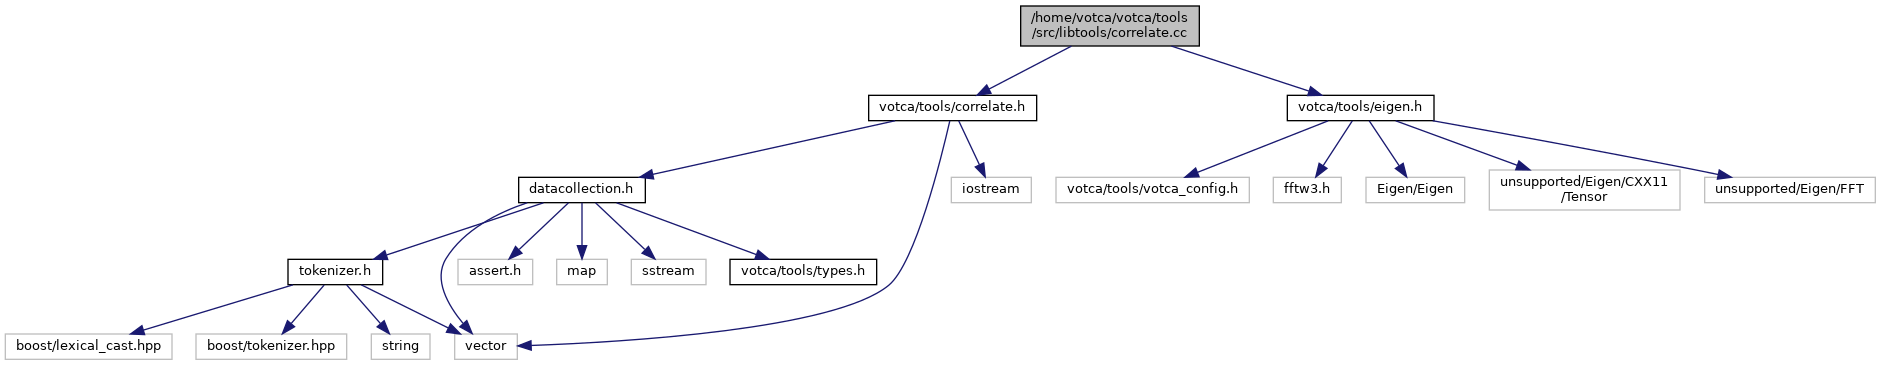 /home/votca/votca/tools
/src/libtools/correlate.cc
votca/tools/correlate.h
votca/tools/eigen.h
datacollection.h
iostream
votca/tools/votca_config.h
fftw3.h
Eigen/Eigen
unsupported/Eigen/CXX11
/Tensor
unsupported/Eigen/FFT
tokenizer.h
assert.h
map
sstream
votca/tools/types.h
boost/lexical_cast.hpp
boost/tokenizer.hpp
string
vector